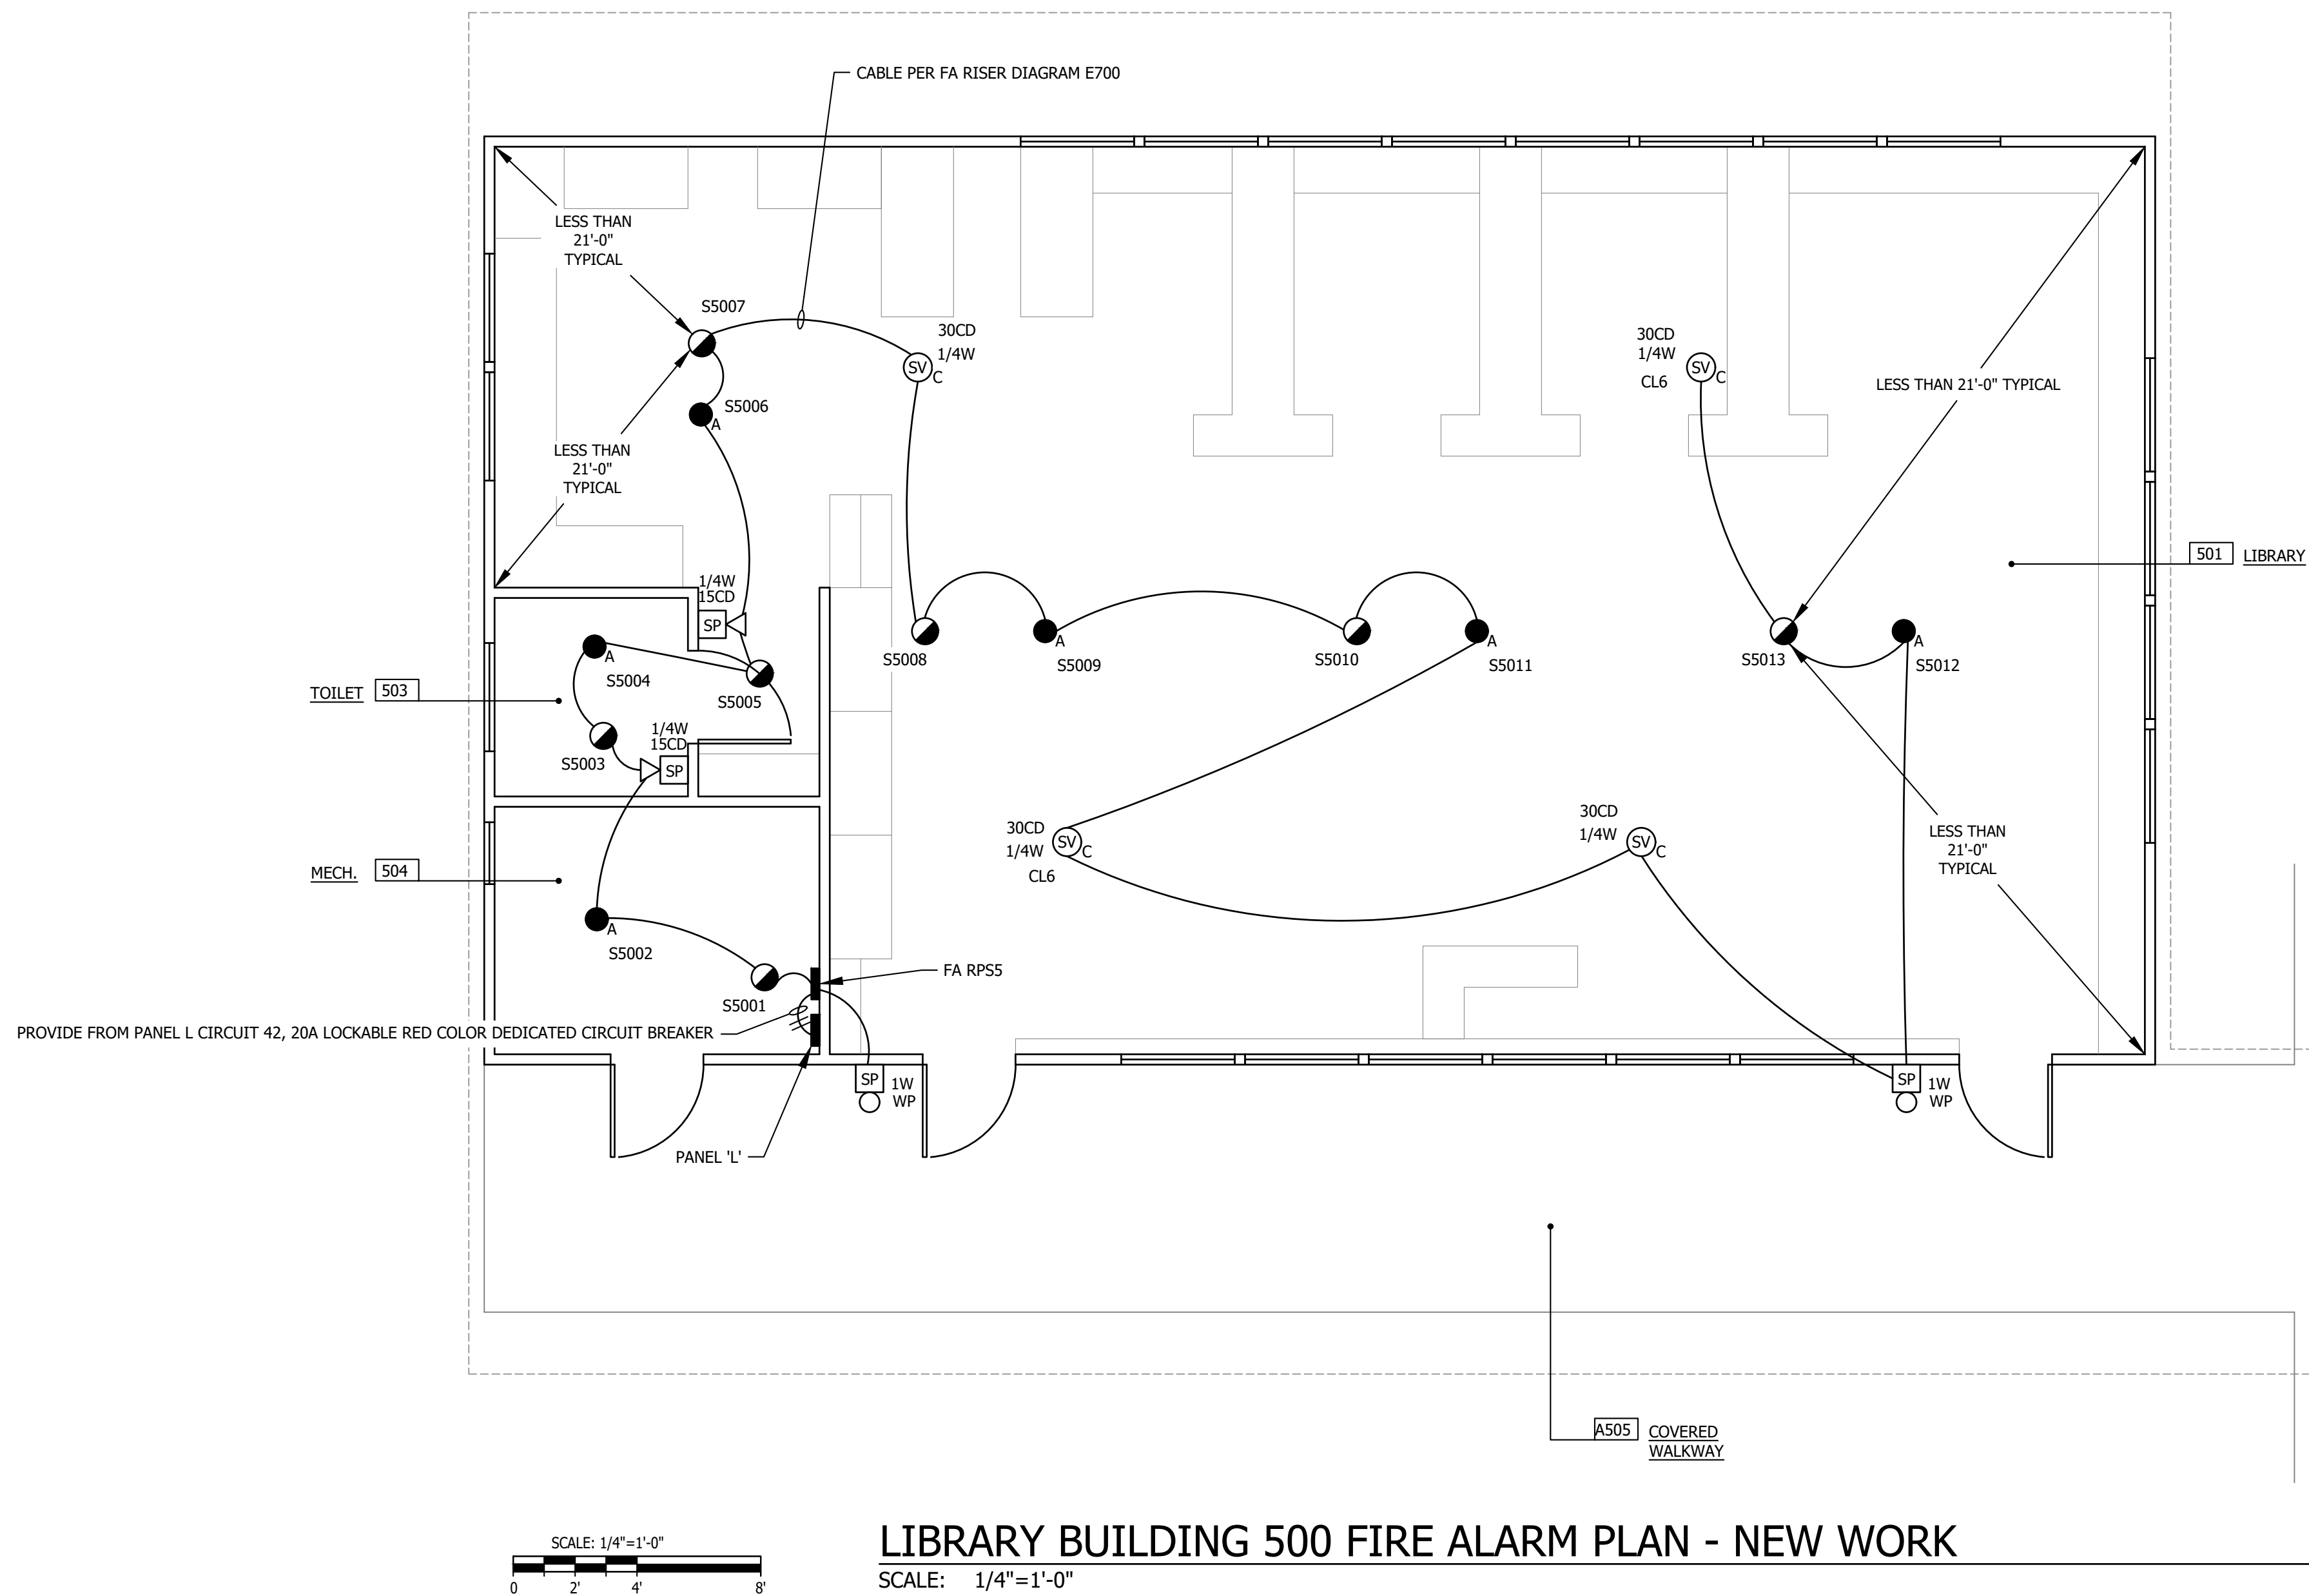 CABLE PER FA RISER DIAGRAM E700
LESS THAN
21'-0"
TYPICAL
S5007
30CD
1/4W
SV
C
30CD
1/4W
CL6
SV
C
LESS THAN 21'-0" TYPICAL
S5006
A
LESS THAN
21'-0"
TYPICAL
501
LIBRARY
1/4W
15CD
SP
A
S5004
S5005
S5008
A
S5009
S5010
A
S5011
S5013
A
S5012
TOILET
503
1/4W
15CD
SP
S5003
MECH.
504
30CD
1/4W
CL6
SV
C
30CD
1/4W
SV
C
LESS THAN
21'-0"
TYPICAL
A
S5002
S5001
FA RPS5
PROVIDE FROM PANEL L CIRCUIT 42, 20A LOCKABLE RED COLOR DEDICATED CIRCUIT BREAKER
SP
1W
WP
SP
1W
WP
PANEL 'L'
A505
COVERED
WALKWAY
SCALE: 1/4"=1'-0"
0 2' 4' 8'
LIBRARY BUILDING 500 FIRE ALARM PLAN - NEW WORK
SCALE: 1/4"=1'-0"